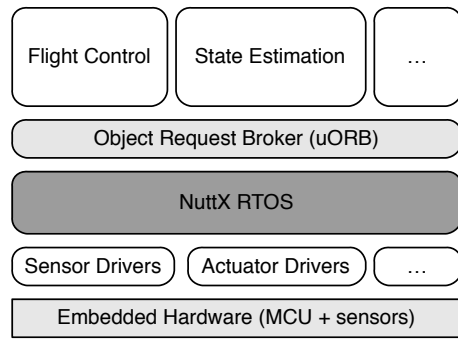 Flight Control
State Estimation
…
Object Request Broker (uORB)
NuttX RTOS
Sensor Drivers
Actuator Drivers
…
Embedded Hardware (MCU + sensors)